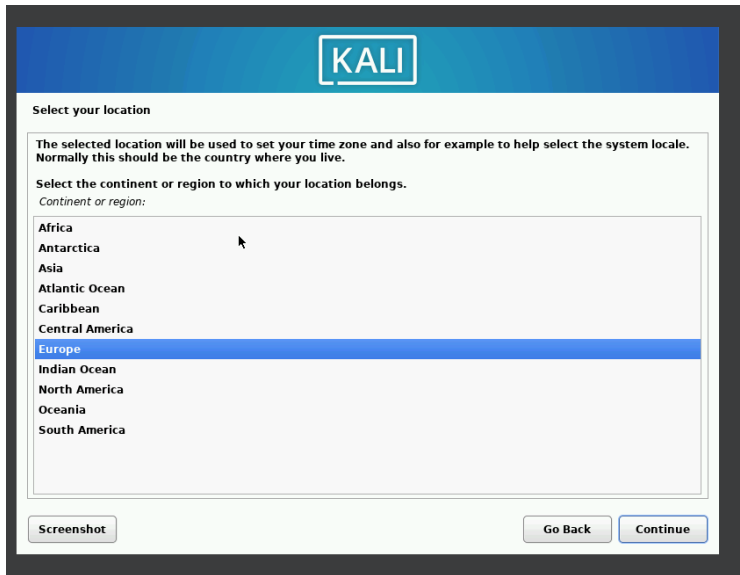 KALI
Select your location
The selected location will be used to set your time zone and also for example to help select the system locale.
Normally this should be the country where you live.
Select the continent or region to which your location belongs.
Continent or region:
Africa
Antarctica
Asia
Atlantic Ocean
Caribbean
Central America
Europe
Indian Ocean
North America
Oceania
South America
Screenshot
Go Back
Continue